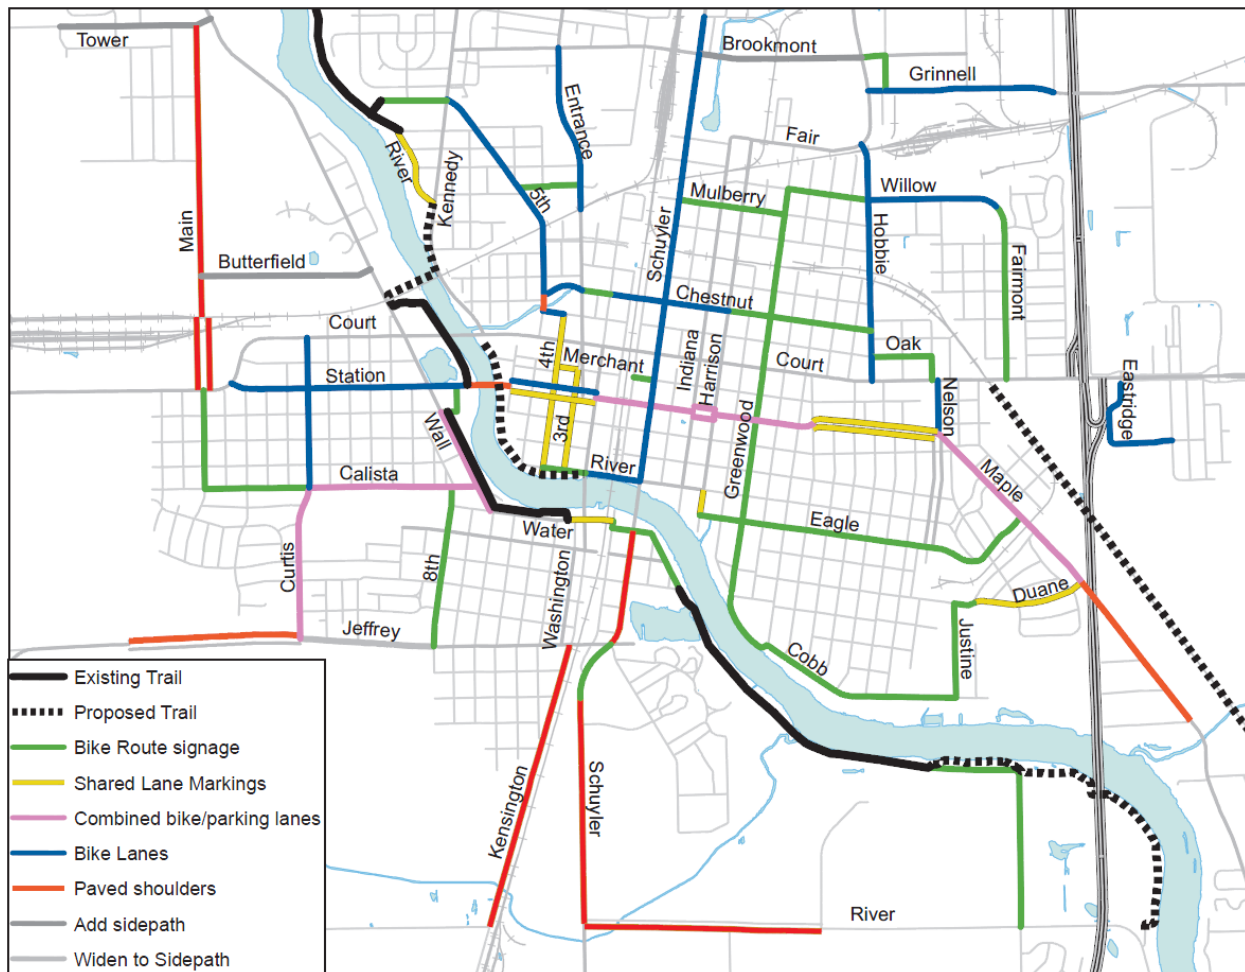 Tower
Brookmont
Grinnell
Entrance
Fair
River
Kennedy
5th
Mulberry
Willow
Main
Schuyler
Hobbie
Fairmont
Butterfield
Chestnut
Court
4th
Merchant
Indiana
Harrison
Court
Oak
Station
Eastridge
Nelson
Wall
3rd
Greenwood
River
Calista
Maple
Eagle
Water
8th
Curtis
Washington
Duane
Jeffrey
Justine
Cobb
Existing Trail
Proposed Trail
Bike Route signage
Shared Lane Markings
Combined bike/parking lanes
Bike Lanes
Paved shoulders
Add sidepath
Widen to Sidepath
Kensington
Schuyler
River